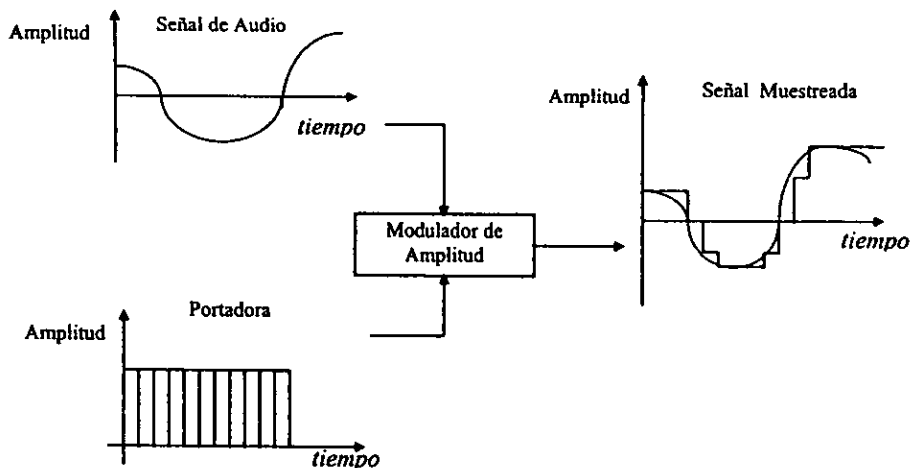 Señal de Audio
Amplitud
tiempo
Señal Muestreada
Amplitud
tiempo
Modulador de
Amplitud
Portadora
Amplitud
tiempo